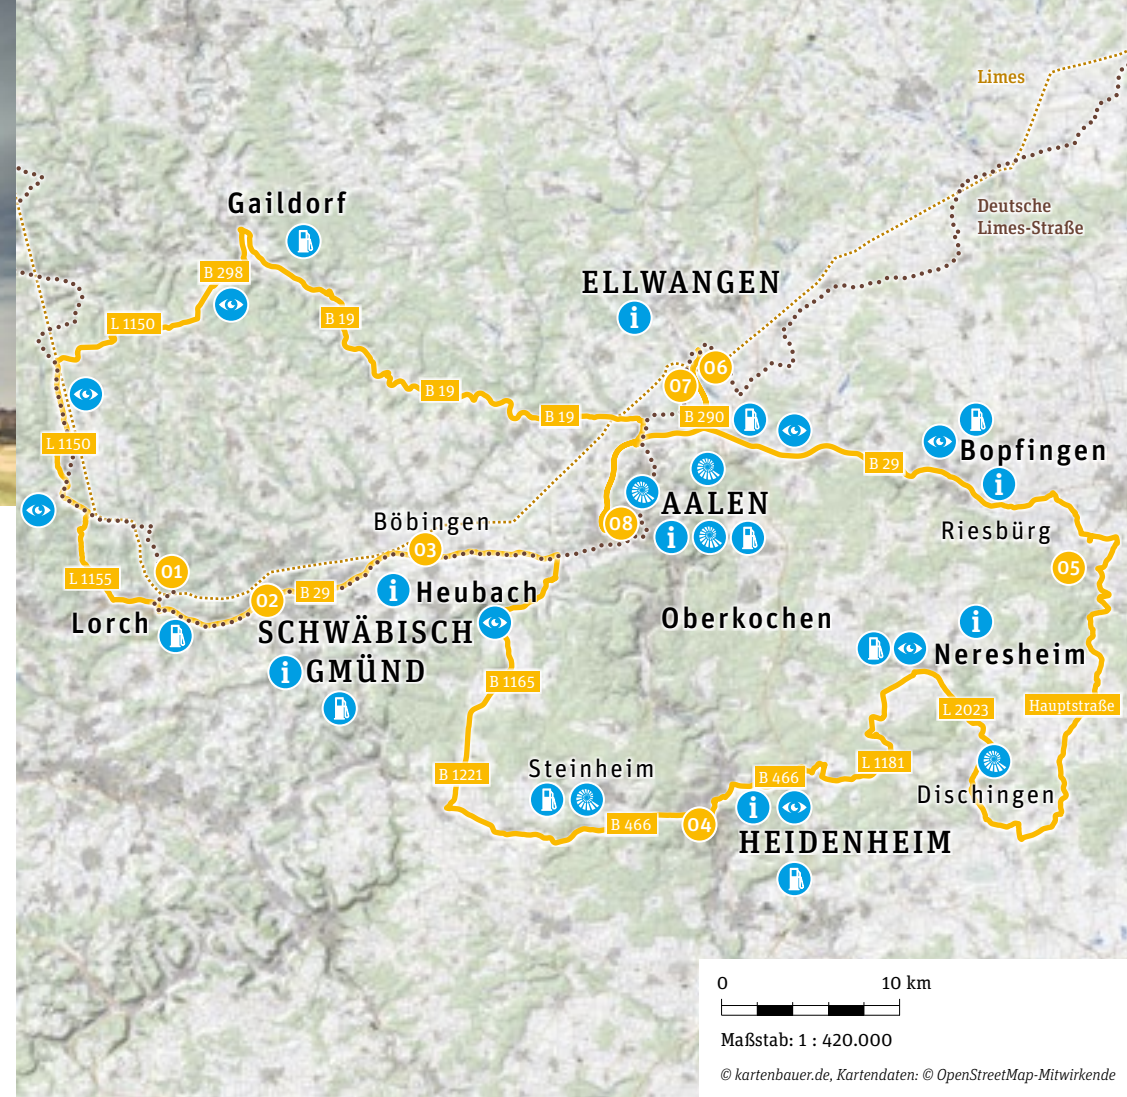 Limes
Gaildorf
Deutsche
Limes-Straße
B 298
ELLWANGEN
i
L 1150
B 19
06
07
B 19
B 19
B 290
L 1150
Bopfingen
B 29
i
AALEN
Böbingen
08
Riesbürg
i
03
01
05
L 1155
i
Heubach
B 29
02
Lorch
Oberkochen
i
SCHWÄBISCH
GMÜND
i
Neresheim
B 1165
L 2023
Hauptstraße
Steinheim
B 1221
B 466
L 1181
Dischingen
i
B 466
04
HEIDENHEIM
0 10 km
Maßstab: 1 : 420.000
© kartenbauer.de, Kartendaten: © OpenStreetMap-Mitwirkende